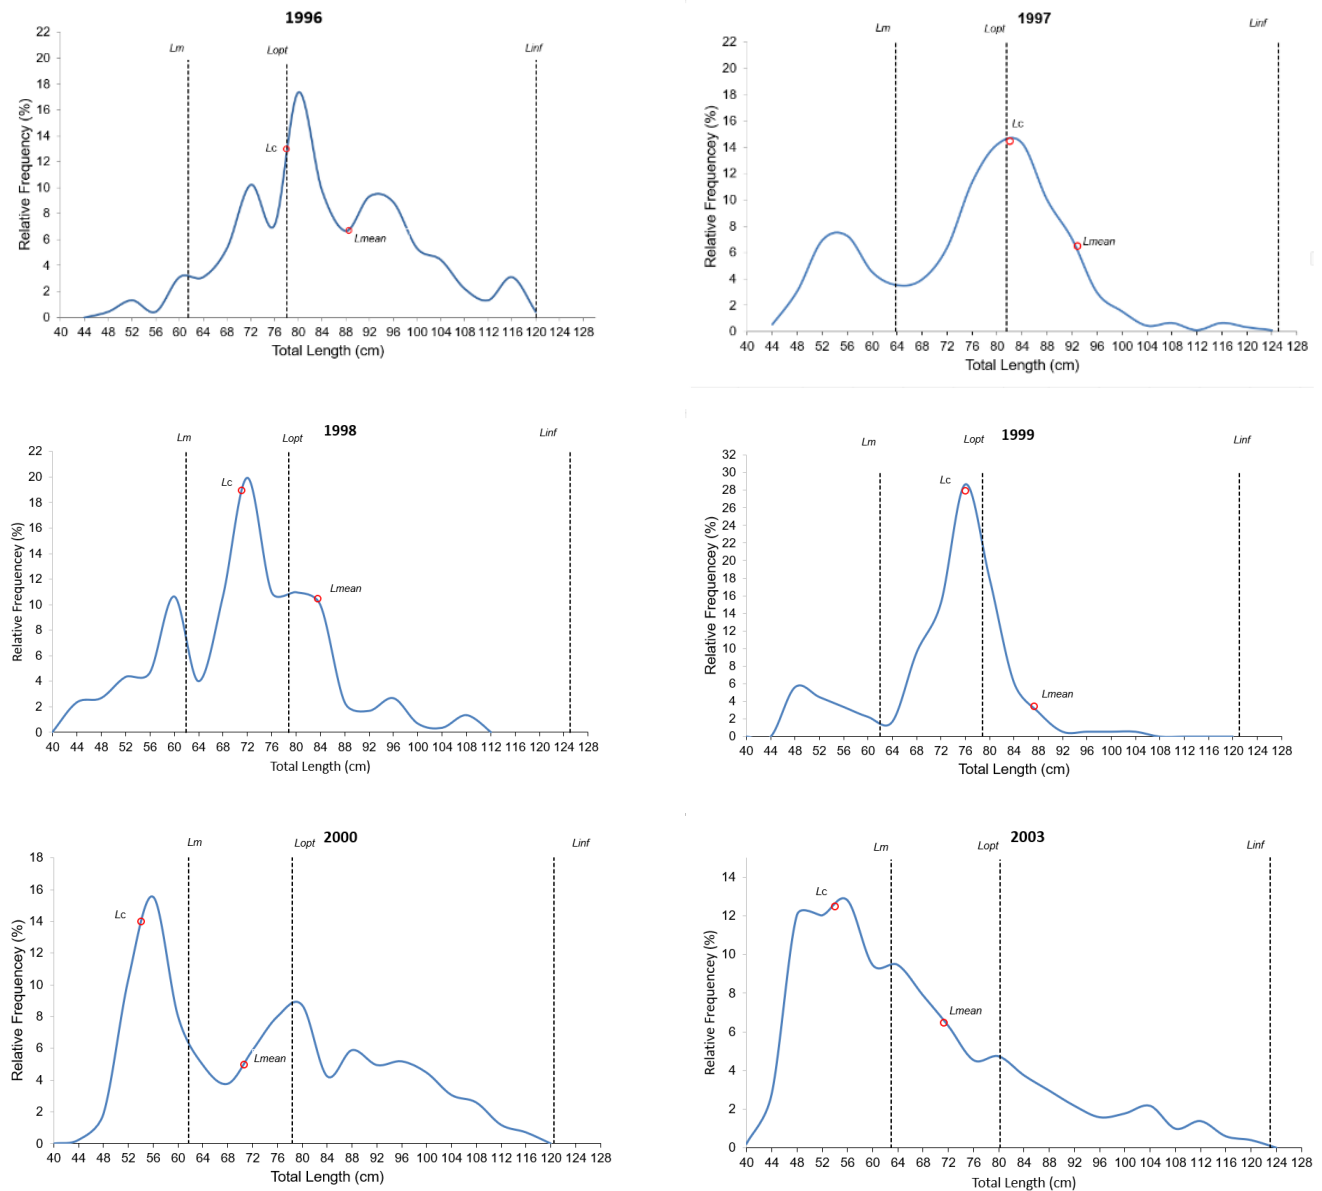 1996
Lm
Lopt
Linf
22
20
18
16
14
12
10
8
6
4
2
0
Relative Frequency (%)
Lc
Lmean
40 44 48 52 56 60 64 68 72 76 80 84 88 92 96 100 104 108 112 116 120 124 128
Total Length (cm)
1997
Lm
Lopt
Linf
22
20
18
16
14
12
10
8
6
4
2
0
Relative Frequencey (%)
Lc
Lmean
40 44 48 52 56 60 64 68 72 76 80 84 88 92 96 100 104 108 112 116 120 124 128
Total Length (cm)
1998
Lm
Lopt
Linf
22
20
18
16
14
12
10
8
6
4
2
0
Relative Frequencey (%)
Lc
Lmean
40 44 48 52 56 60 64 68 72 76 80 84 88 92 96 100 104 108 112 116 120 124 128
Total Length (cm)
1999
Lm
Lopt
Linf
32
30
28
26
24
22
20
18
16
14
12
10
8
6
4
2
0
Relative Frequencey (%)
Lc
Lmean
40 44 48 52 56 60 64 68 72 76 80 84 88 92 96 100 104 108 112 116 120 124 128
Total Length (cm)
2000
Lm
Lopt
Linf
18
16
14
12
10
8
6
4
2
0
Relative Frequencey (%)
Lc
Lmean
40 44 48 52 56 60 64 68 72 76 80 84 88 92 96 100 104 108 112 116 120 124 128
Total Length (cm)
2003
Lm
Lopt
Linf
14
12
10
8
6
4
2
0
Relative Frequencey (%)
Lc
Lmean
40 44 48 52 56 60 64 68 72 76 80 84 88 92 96 100 104 108 112 116 120 124 128
Total Length (cm)